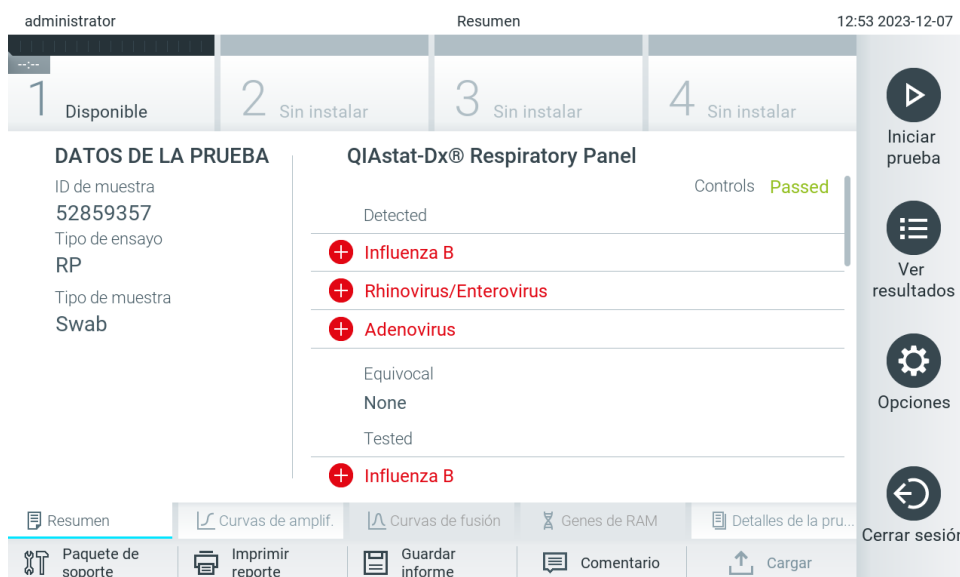 administrator
Resumen
12:53 2023-12-07
--:--
1 Disponible
2 Sin instalar
3 Sin instalar
4 Sin instalar
Iniciar
prueba
Ver
resultados
Opciones
Cerrar sesión
DATOS DE LA PRUEBA
ID de muestra
52859357
Tipo de ensayo
RP
Tipo de muestra
Swab
QIAstat-Dx® Respiratory Panel
Controls Passed
Detected
Influenza B
Rhinovirus/Enterovirus
Adenovirus
Equivocal
None
Tested
Influenza B
Resumen
Curvas de amplif.
Curvas de fusión
Genes de RAM
Detalles de la pru...
Paquete de
soporte
Imprimir
reporte
Guardar
informe
Comentario
Cargar